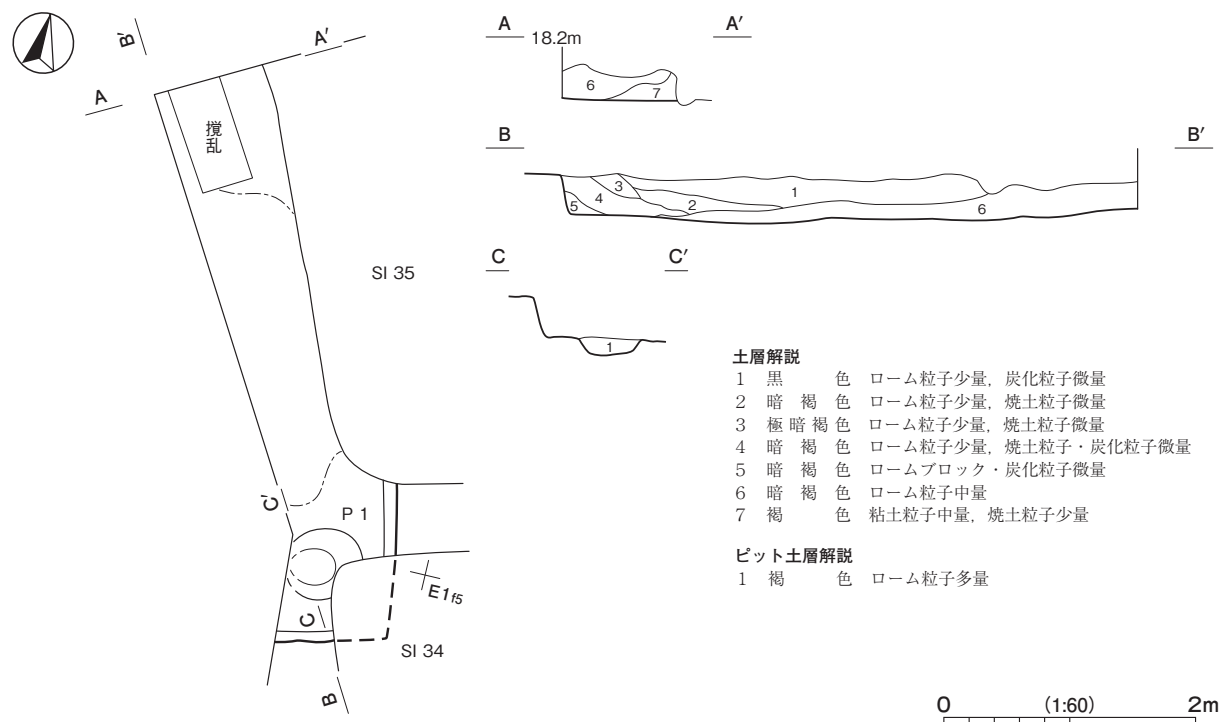 B′
A′
A
撹乱
SI 35
C′
P 1
E1f5
C
SI 34
B
A
A′
18.2m
6
7
B
B′
1
2
3
4
5
6
C
C′
1
土層解説
1 黒 色 ローム粒子少量，炭化粒子微量
2 暗 褐 色 ローム粒子少量，焼土粒子微量
3 極 暗 褐 色 ローム粒子少量，焼土粒子微量
4 暗 褐 色 ローム粒子少量，焼土粒子・炭化粒子微量
5 暗 褐 色 ロームブロック・炭化粒子微量
6 暗 褐 色 ローム粒子中量
7 褐 色 粘土粒子中量，焼土粒子少量
ピット土層解説
1 褐 色 ローム粒子多量
0 (1:60) 2m